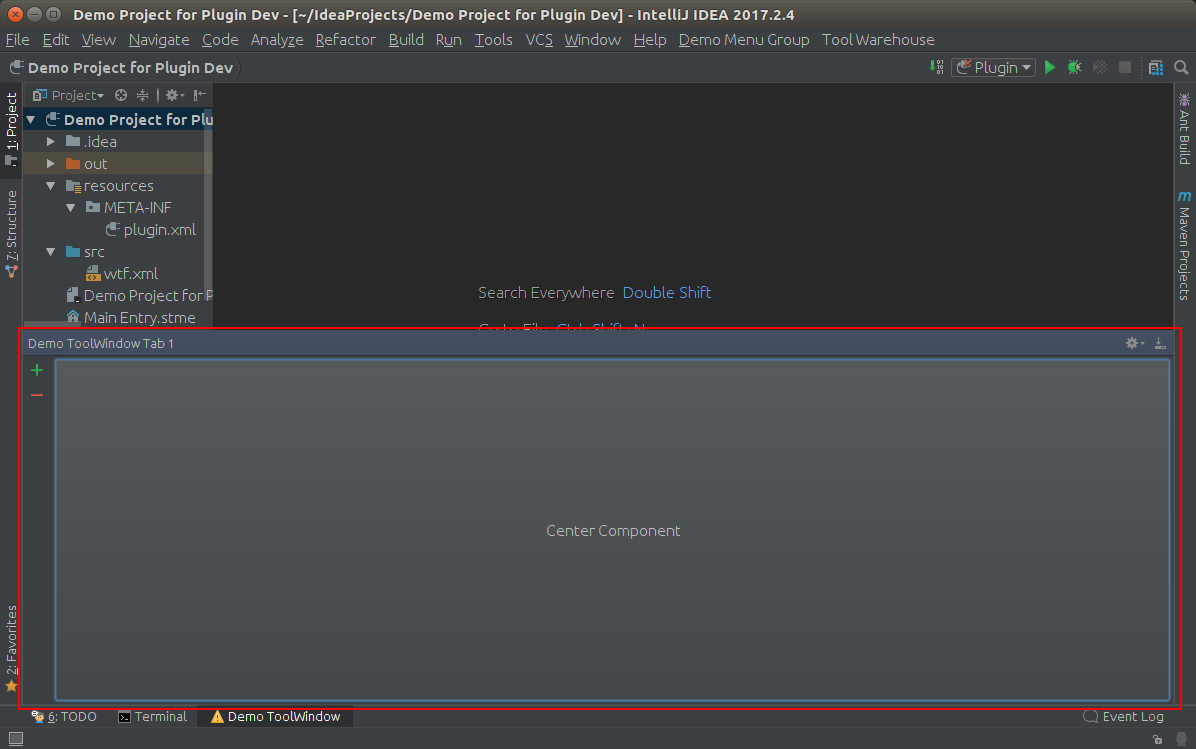 Demo Project for Plugin Dev - [~/IdeaProjects/Demo Project for Plugin Dev] - IntelliJ IDEA 2017.2.4
File Edit View Navigate Code Analyze Refactor Build Run Tools VCS Window Help Demo Menu Group Tool Warehouse
Demo Project for Plugin Dev
Plugin
1: Project
7: Structure
2: Favorites
Project
Demo Project for Plu
.idea
out
resources
META-INF
plugin.xml
src
wtf.xml
Demo Project for P
Main Entry.stme
Search Everywhere Double Shift
Ant Build
m Maven Projects
Demo ToolWindow Tab 1
Center Component
6: TODO Terminal Demo ToolWindow Event Log